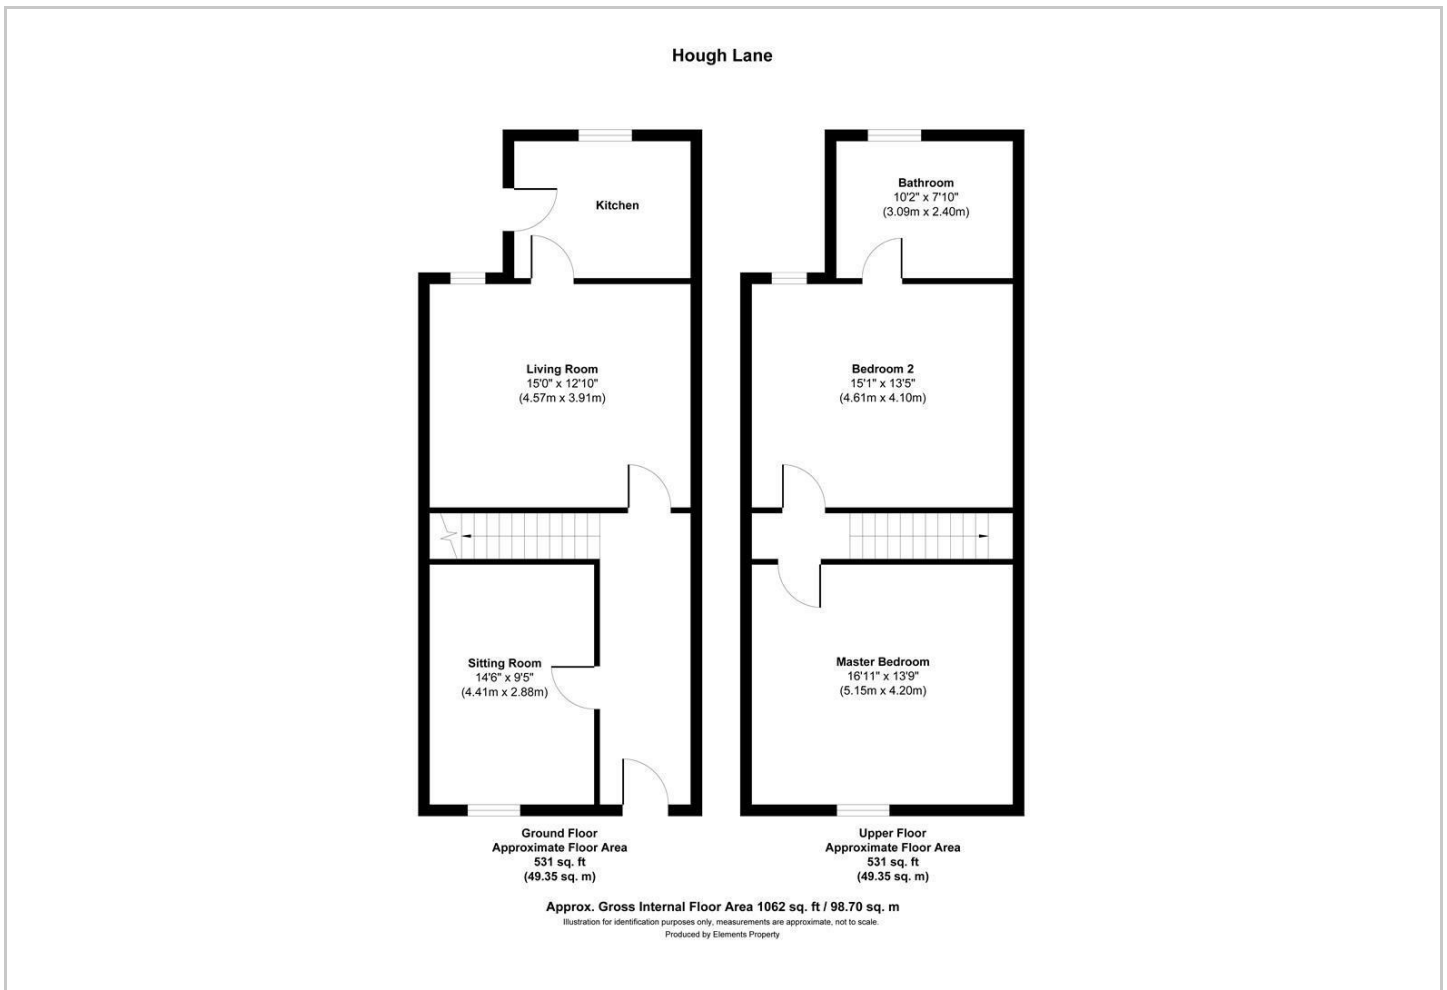 Hough Lane
Kitchen
Living Room
15'0" x 12'10"
(4.57m x 3.91m)
Sitting Room
14'6" x 9'5"
(4.41m x 2.88m)
Ground Floor
Approximate Floor Area
531 sq. ft
(49.35 sq. m)
Bathroom
10'2" x 7'10"
(3.09m x 2.40m)
Bedroom 2
15'1" x 13'5"
(4.61m x 4.10m)
Master Bedroom
16'11" x 13'9"
(5.15m x 4.20m)
Upper Floor
Approximate Floor Area
531 sq. ft
(49.35 sq. m)
Approx. Gross Internal Floor Area 1062 sq. ft / 98.70 sq. m
Illustration for identification purposes only, measurements are approximate, not to scale.
Produced by Elements Property